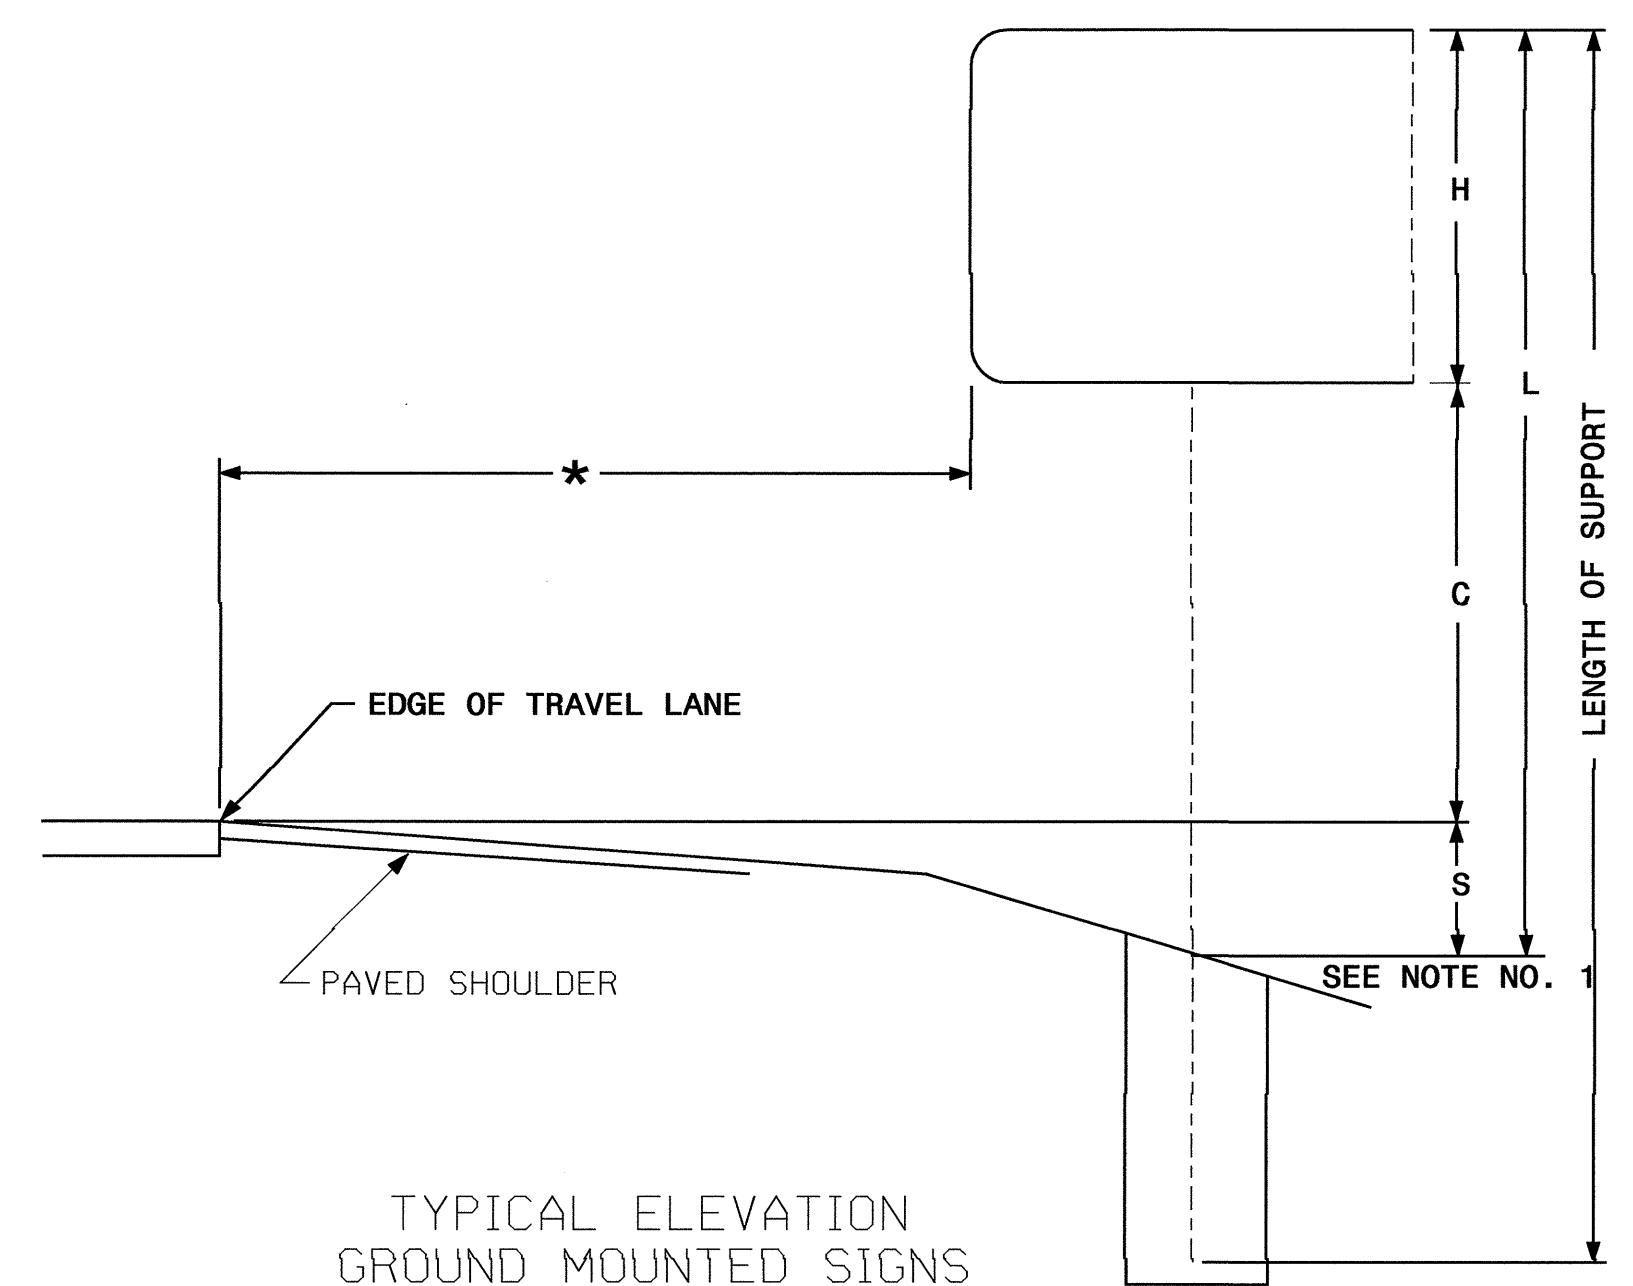 H
L
LENGTH OF SUPPORT
*
C
EDGE OF TRAVEL LANE
S
SEE NOTE NO. 1
PAVED SHOULDER
TYPICAL ELEVATION
GROUND MOUNTED SIGNS